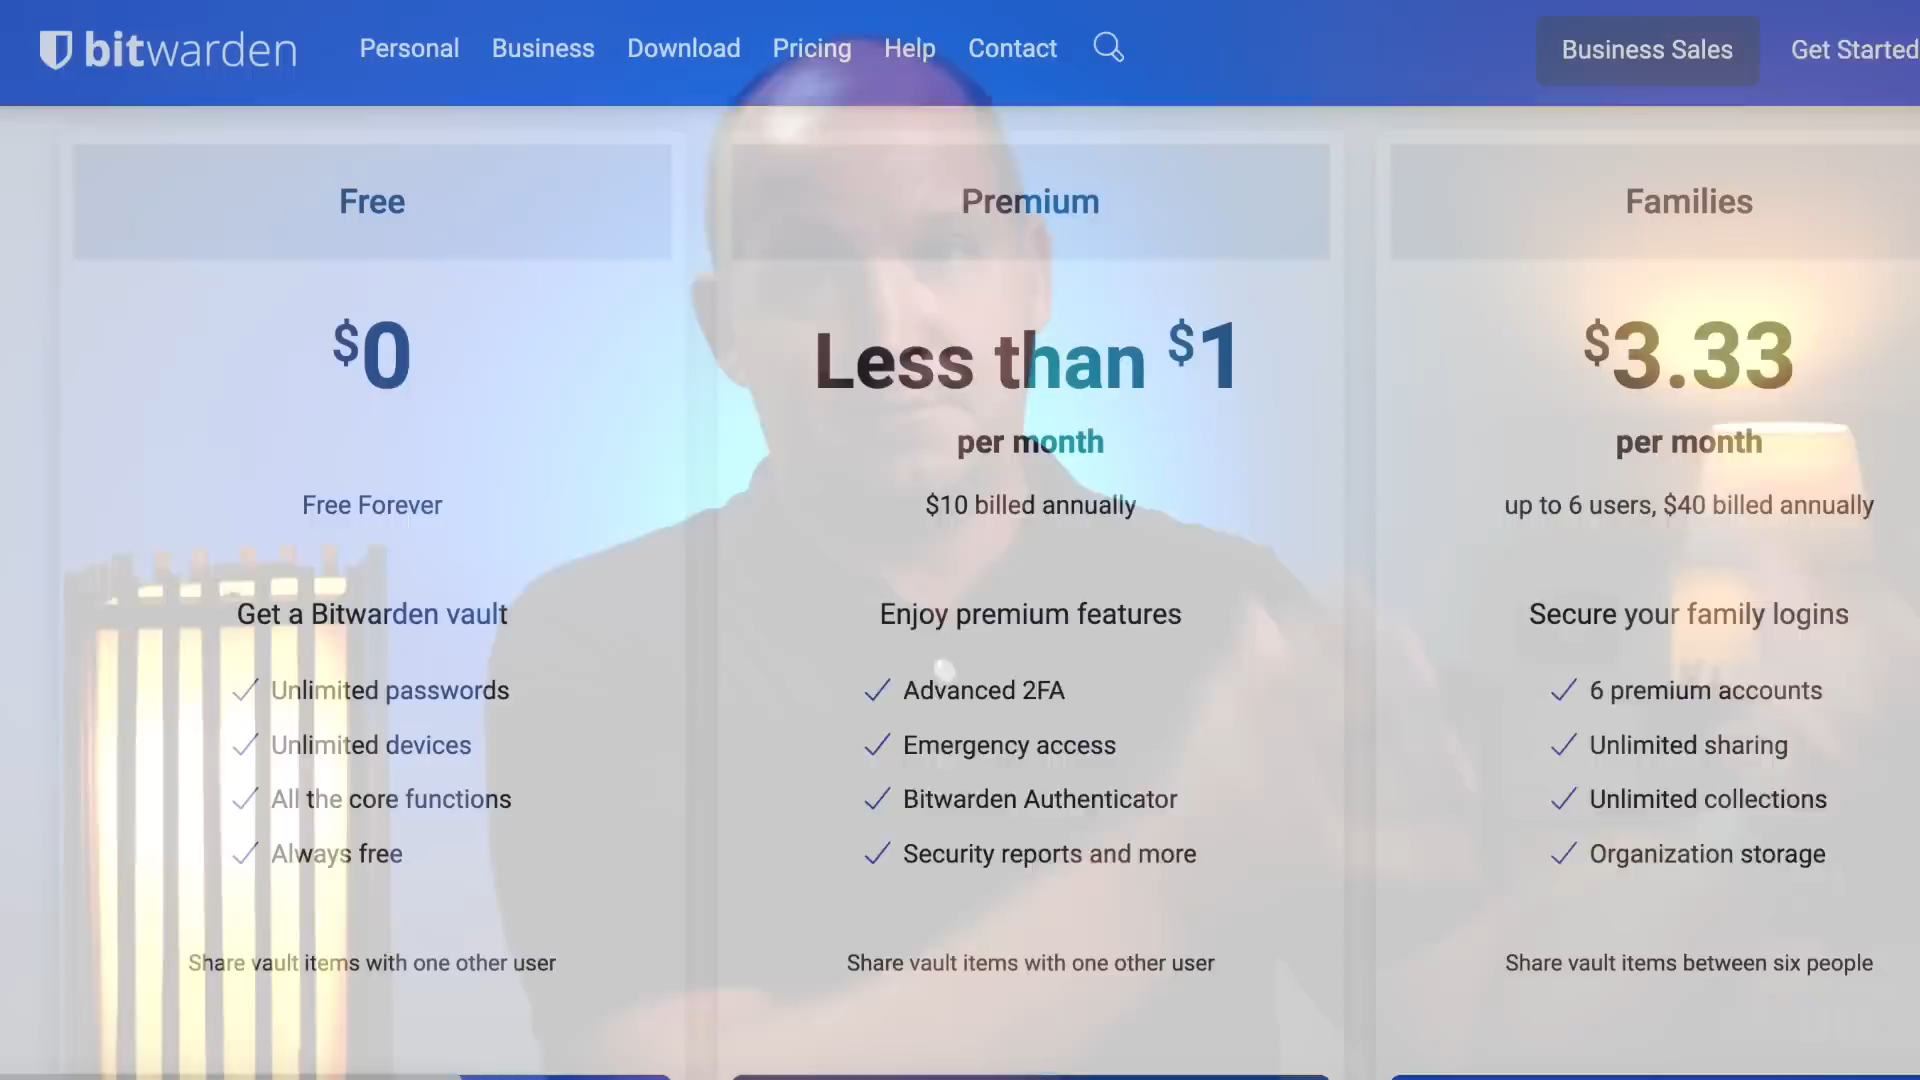 bitwarden Personal Business Download Pricing Help Contact Business Sales Get Started
Free
$0
Free Forever
Get a Bitwarden vault
Unlimited passwords
Unlimited devices
All the core functions
Always free
Share vault items with one other user
Premium
Less than $1
per month
$10 billed annually
Enjoy premium features
Advanced 2FA
Emergency access
Bitwarden Authenticator
Security reports and more
Share vault items with one other user
Families
$3.33
per month
up to 6 users, $40 billed annually
Secure your family logins
6 premium accounts
Unlimited sharing
Unlimited collections
Organization storage
Share vault items between six people